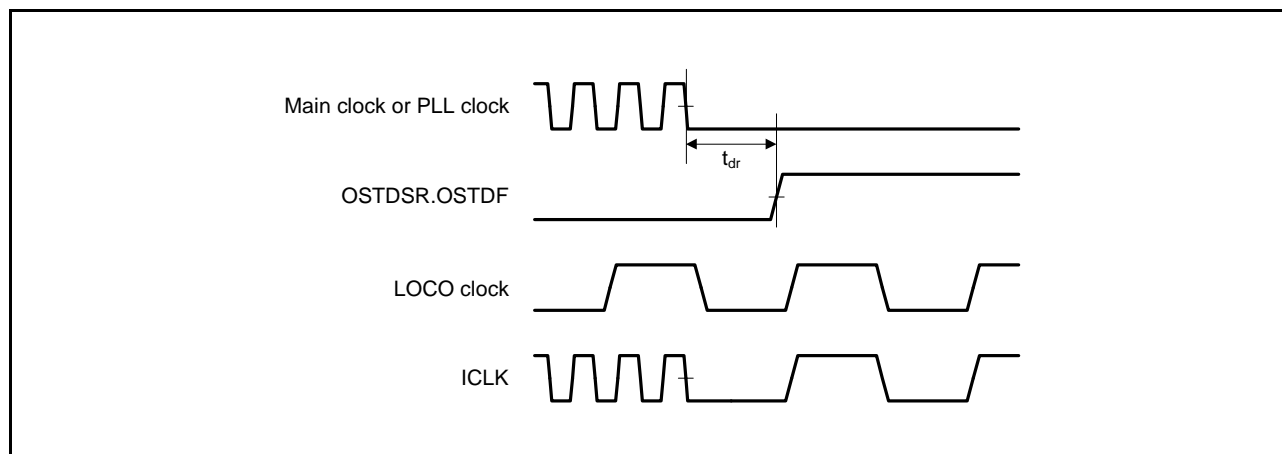 Main clock or PLL clock
tdr
OSTDSR.OSTDF
LOCO clock
ICLK